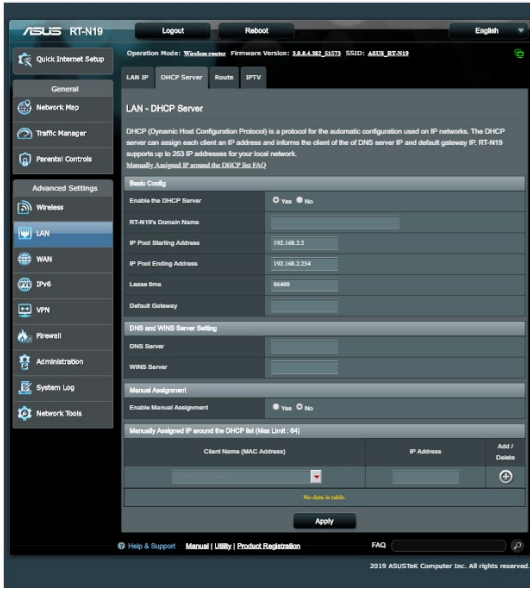 ASUS RT-N19
Logout
Reboot
English
Quick Internet Setup
General
Network Map
Traffic Manager
Parental Controls
Advanced Settings
Wireless
LAN
WAN
IPv6
VPN
Firewall
Administration
System Log
Network Tools
Operation Mode: Wireless router Firmware Version: 3.0.0.4.382_51573 SSID: ASUS_RT-N19
LAN IP DHCP Server Route IPTV
LAN - DHCP Server
DHCP (Dynamic Host Configuration Protocol) is a protocol for the automatic configuration used on IP networks. The DHCP
server can assign each client an IP address and informs the client of the of DNS server IP and default gateway IP. RT-N19
supports up to 253 IP addresses for your local network.
Manually Assigned IP around the DHCP list FAQ
Basic Config
Enable the DHCP Server Yes No
RT-N19's Domain Name
IP Pool Starting Address 192.168.2.2
IP Pool Ending Address 192.168.2.254
Lease time 86400
Default Gateway
DNS and WINS Server Setting
DNS Server
WINS Server
Manual Assignment
Enable Manual Assignment Yes No
Manually Assigned IP around the DHCP list (Max Limit : 64)
Client Name (MAC Address) IP Address Add / Delete
No data in table.
Apply
Help & Support Manual | Utility | Product Registration FAQ
2019 ASUSTeK Computer Inc. All rights reserved.